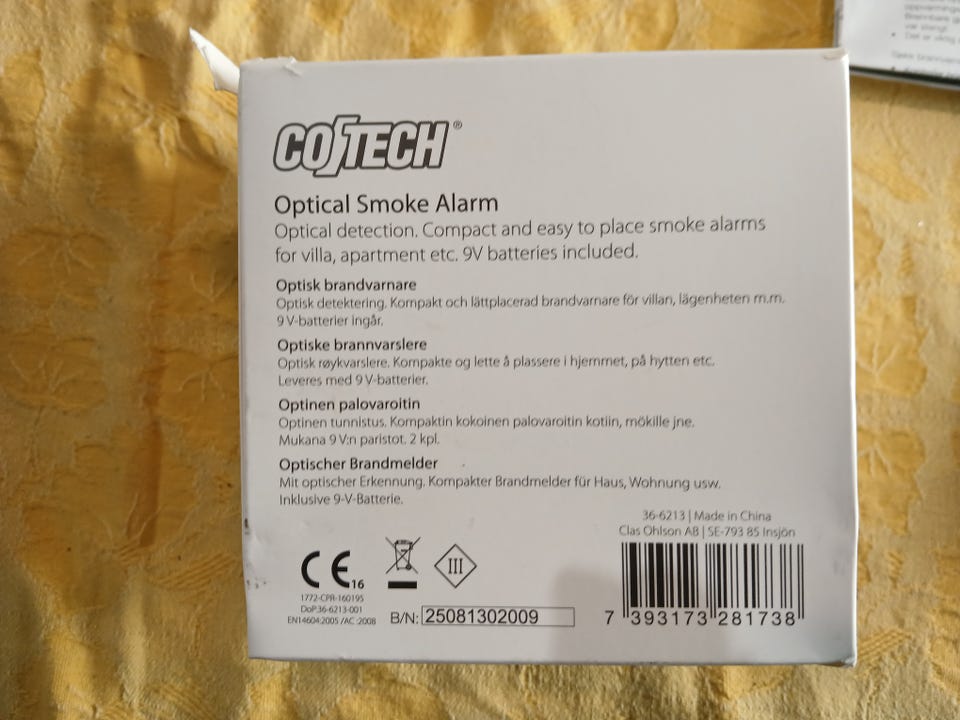 COTECH®
Optical Smoke Alarm
Optical detection. Compact and easy to place smoke alarms
for villa, apartment etc. 9V batteries included.
Optisk brandvarnare
Optisk detektering. Kompakt och lättplacerad brandvarnare för villan, lägenheten m.m.
9 V-batterier ingår.
Optiske brannvarslere
Optisk røykvarslere. Kompakte og lette å plassere i hjemmet, på hytten etc.
Leveres med 9 V-batterier.
Optinen palovaroitin
Optinen tunnistus. Kompaktin kokoinen palovaroitin kotiin, mökille jne.
Mukana 9 V:n paristot. 2 kpl.
Optischer Brandmelder
Mit optischer Erkennung. Kompakter Brandmelder für Haus, Wohnung usw.
Inklusive 9-V-Batterie.
36-6213 | Made in China
Clas Ohlson AB | SE-793 85 Insjön
CE 16
III
1772-CPR-160195
DoP:36-6213-001
EN14604:2005 /AC :2008
B/N: 25081302009
7 393173 281738